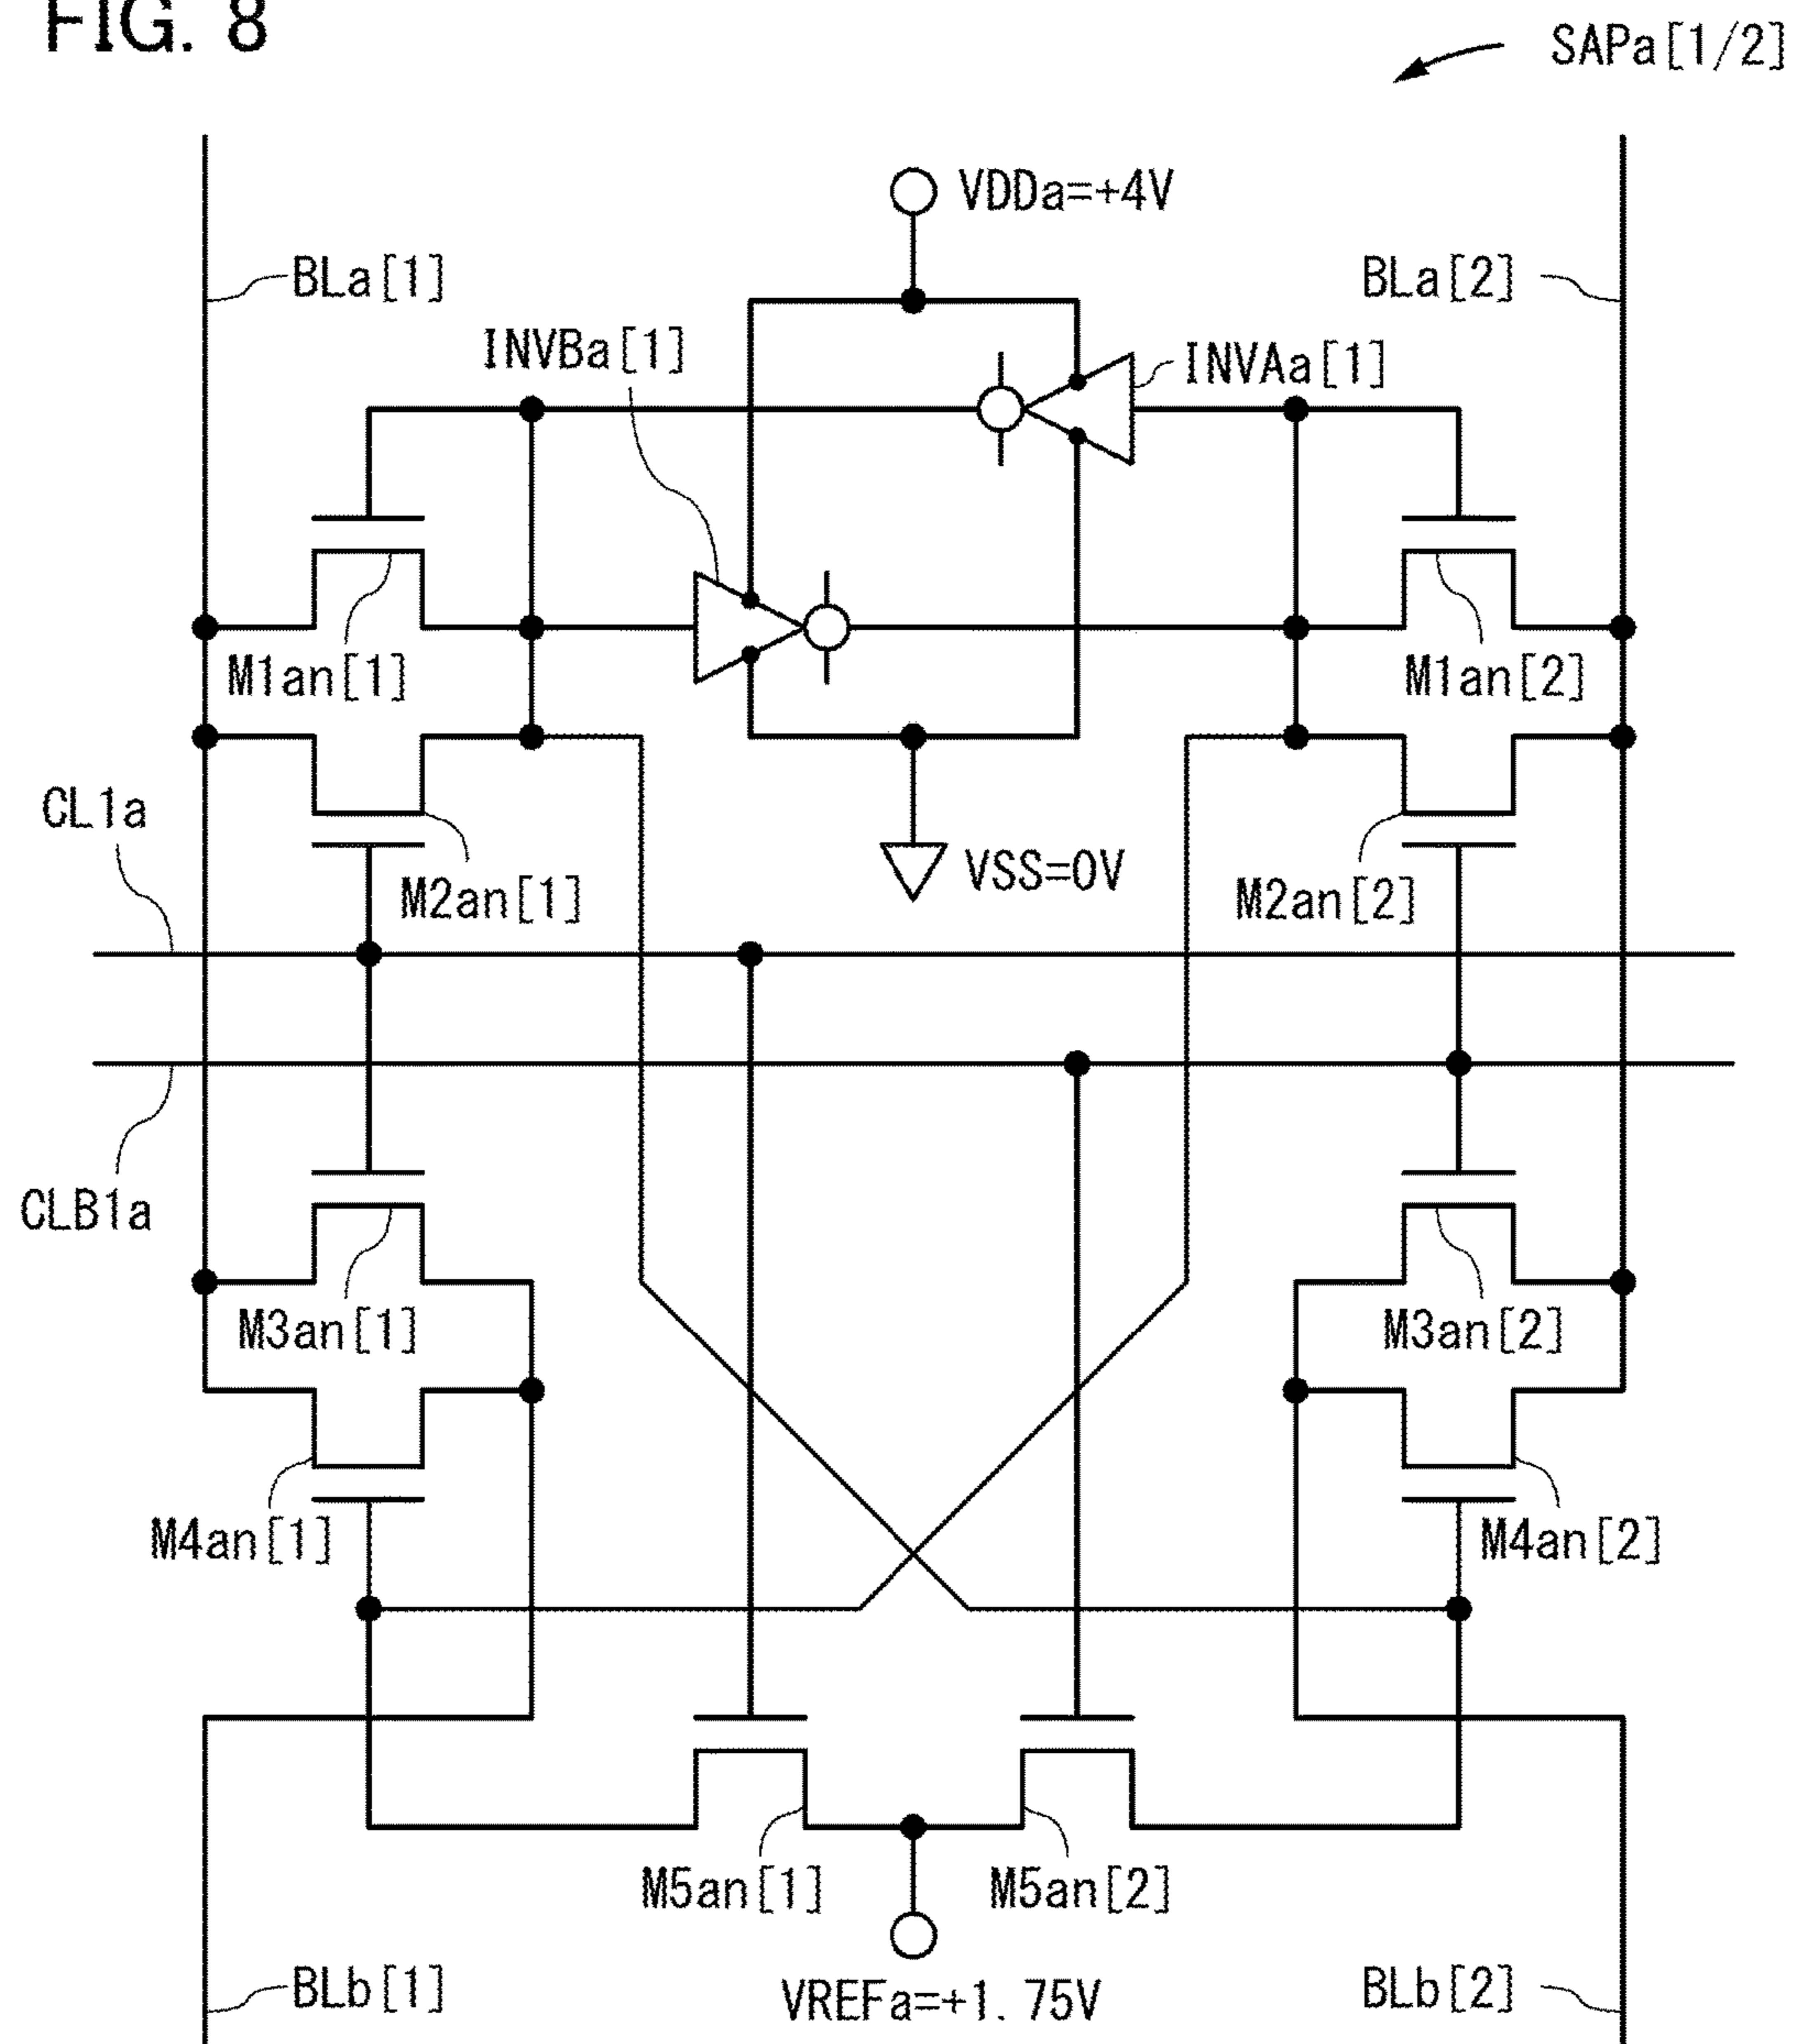 FIG. 8
SAPa[1/2]
VDDa=+4V
BLa[1]
BLa[2]
INVBa[1]
INVAa[1]
M1an[1]
M1an[2]
CL1a
M2an[1]
VSS=0V
M2an[2]
CLB1a
M3an[1]
M3an[2]
M4an[1]
M4an[2]
M5an[1]
M5an[2]
BLb[1]
VREFa=+1.75V
BLb[2]